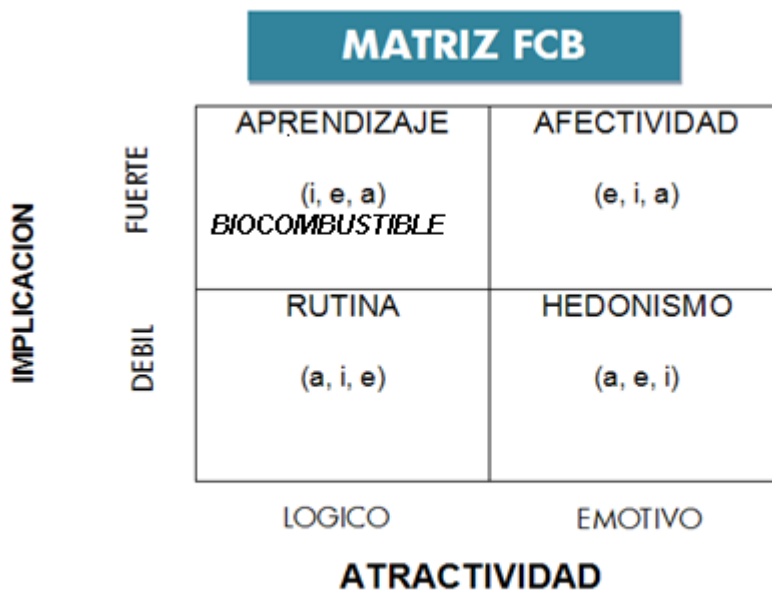 MATRIZ FCB
APRENDIZAJE
AFECTIVIDAD
(i, e, a)
(e, i, a)
BIOCOMBUSTIBLE
FUERTE
IMPLICACION
RUTINA
HEDONISMO
(a, i, e)
(a, e, i)
DEBIL
LOGICO
EMOTIVO
ATRACTIVIDAD